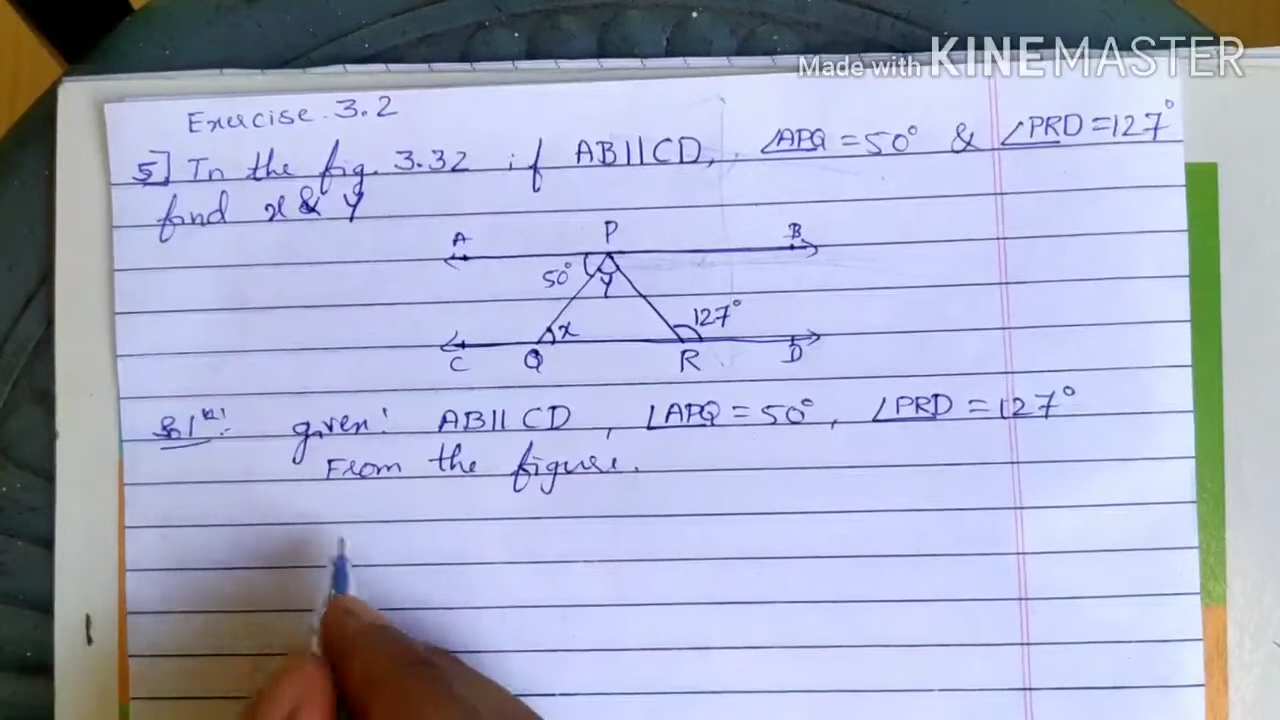 Made with KINEMASTER
Exercise. 3.2
5] In the fig. 3.32 if AB||CD, ∠APQ = 50° & ∠PRD = 127°
find x & y
A P B
50° y
x 127°
C Q R D
Sol^n: given: AB||CD, ∠APQ = 50°, ∠PRD = 127°
From the figure.